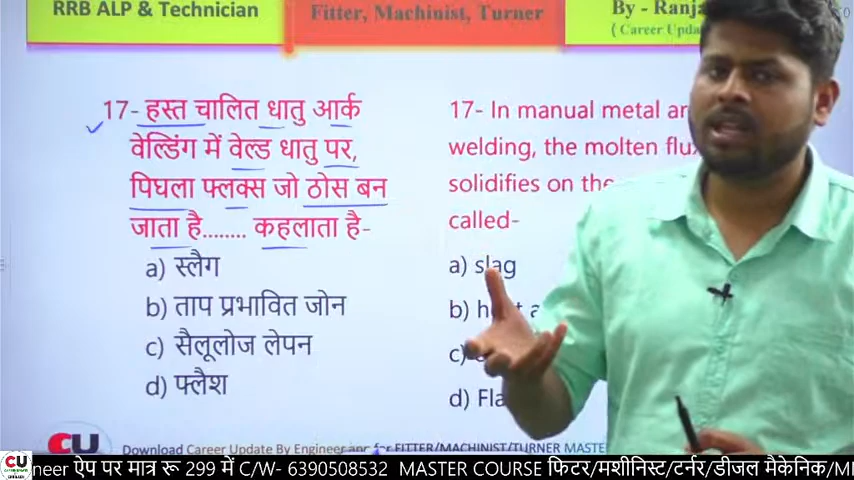 RRB ALP & Technician
Fitter, Machinist, Turner
By - Ranja
( Career Upda
17- हस्त चालित धातु आर्क
वेल्डिंग में वेल्ड धातु पर,
पिघला फ्लक्स जो ठोस बन
जाता है........ कहलाता है-
a) स्लैग
b) ताप प्रभावित जोन
c) सैलूलोज लेपन
d) फ्लैश
17- In manual metal ar
welding, the molten flu
solidifies on the
called-
a) slag
b) h
c)
d) Fla
CU
Download Career Update By Engineer app for FITTER/MACHINIST/TURNER MASTE
CU
neer ऐप पर मात्र रू 299 में C/W- 6390508532 MASTER COURSE फिटर/मशीनिस्ट/टर्नर/डीजल मैकेनिक/M